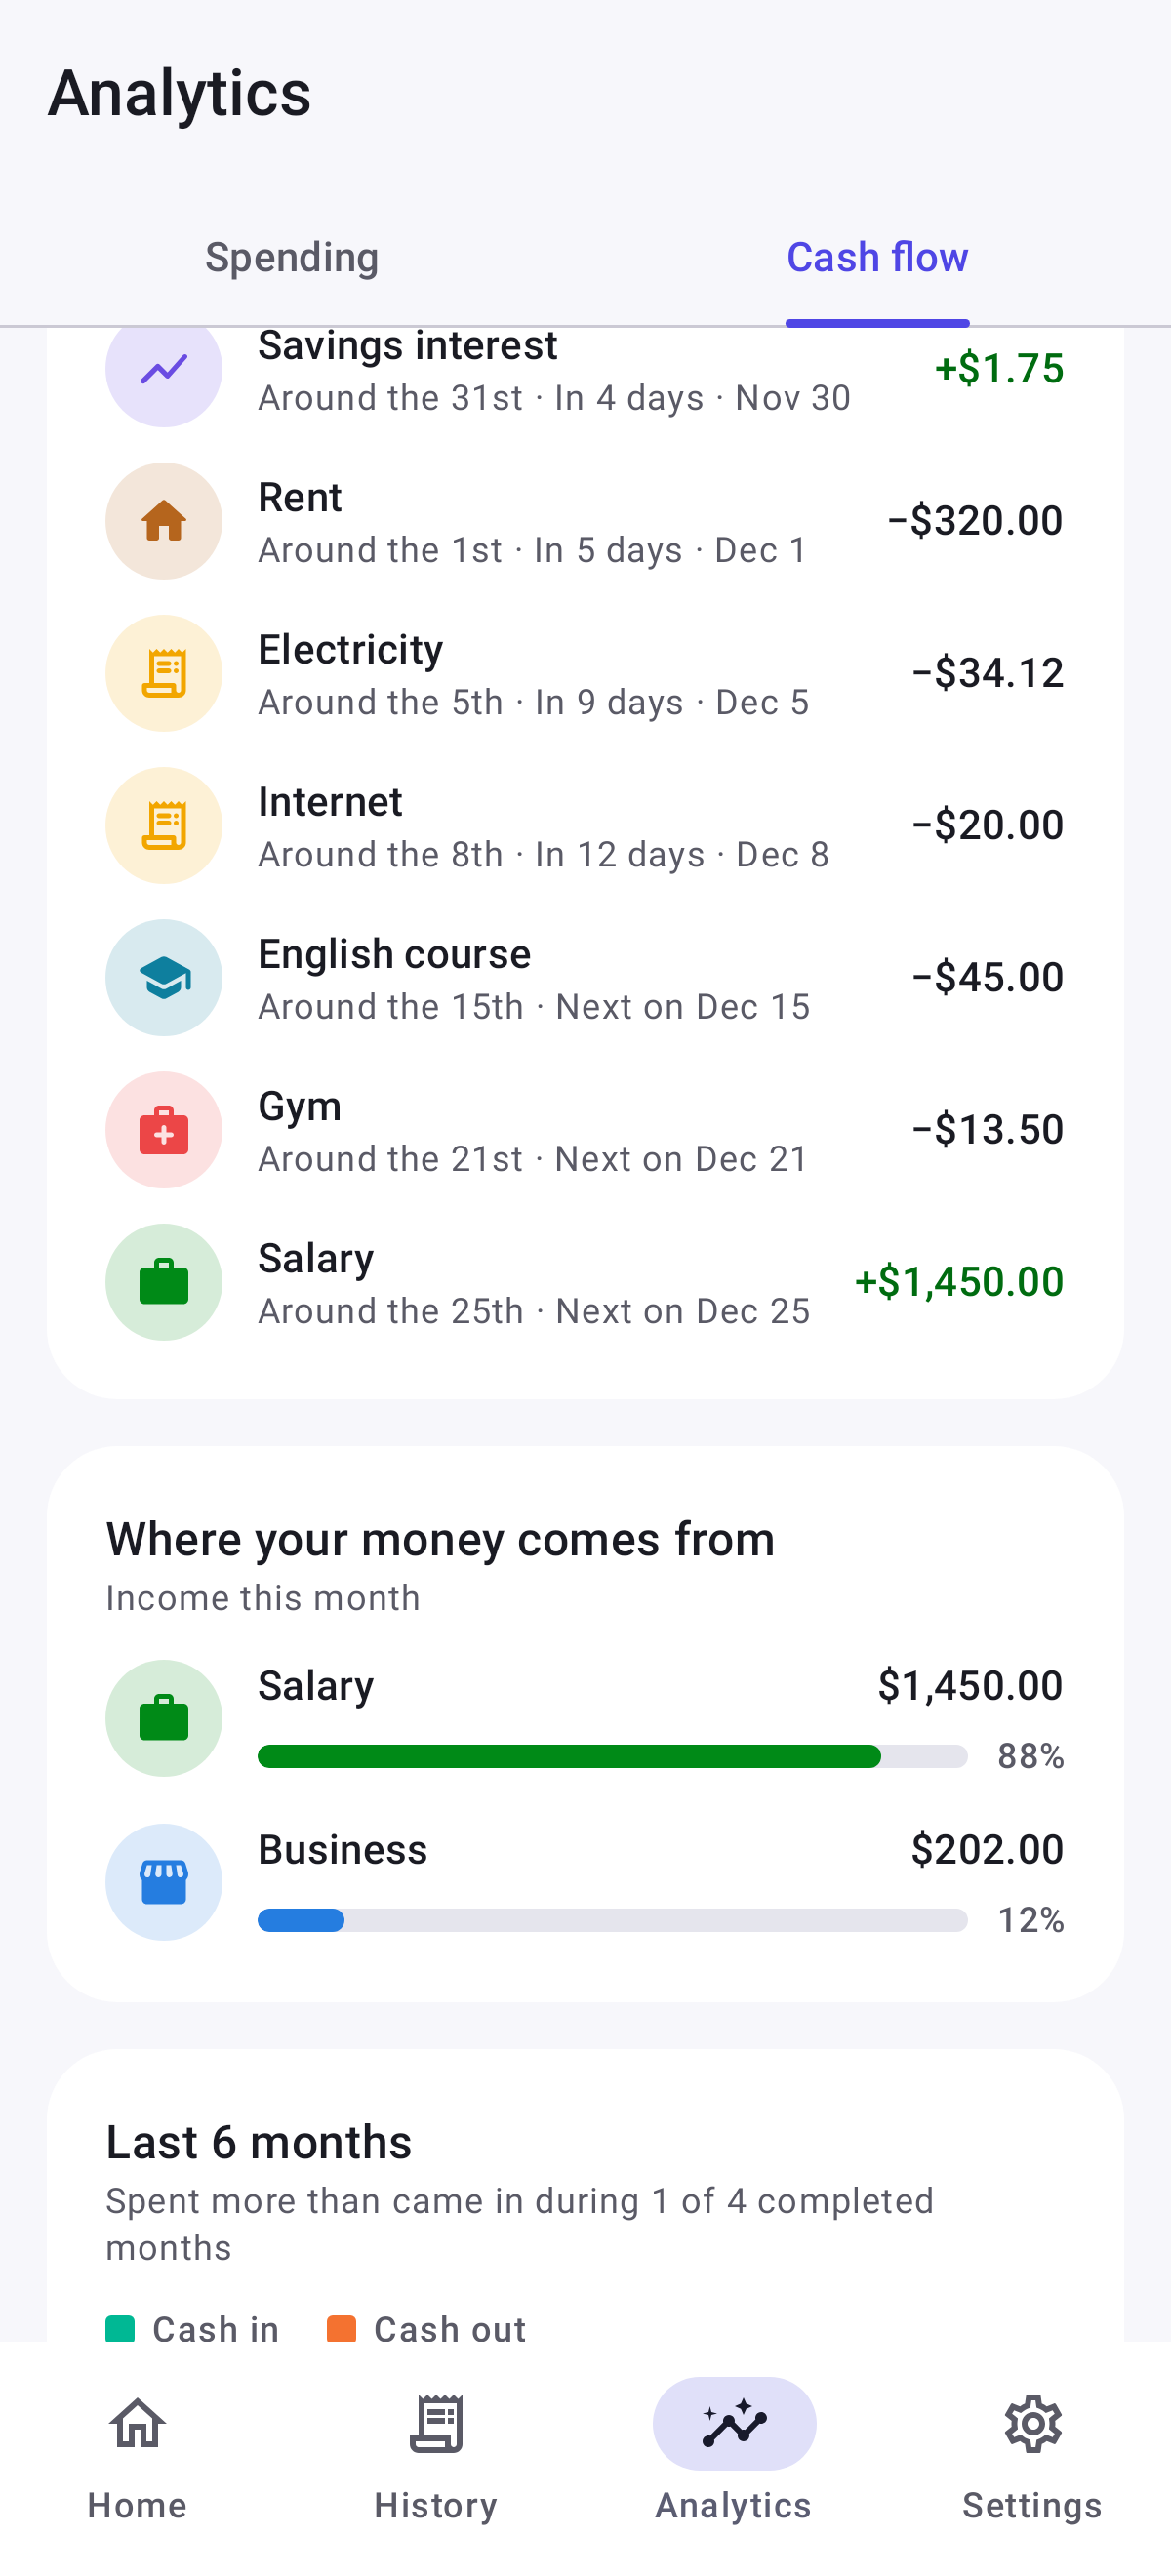 Analytics
Spending
Cash flow
Savings interest
+$1.75
Around the 31st · In 4 days · Nov 30
Rent
−$320.00
Around the 1st · In 5 days · Dec 1
Electricity
−$34.12
Around the 5th · In 9 days · Dec 5
Internet
−$20.00
Around the 8th · In 12 days · Dec 8
English course
−$45.00
Around the 15th · Next on Dec 15
Gym
−$13.50
Around the 21st · Next on Dec 21
Salary
+$1,450.00
Around the 25th · Next on Dec 25
Where your money comes from
Income this month
Salary
$1,450.00
88%
Business
$202.00
12%
Last 6 months
Spent more than came in during 1 of 4 completed
months
Cash in
Cash out
Home
History
Analytics
Settings